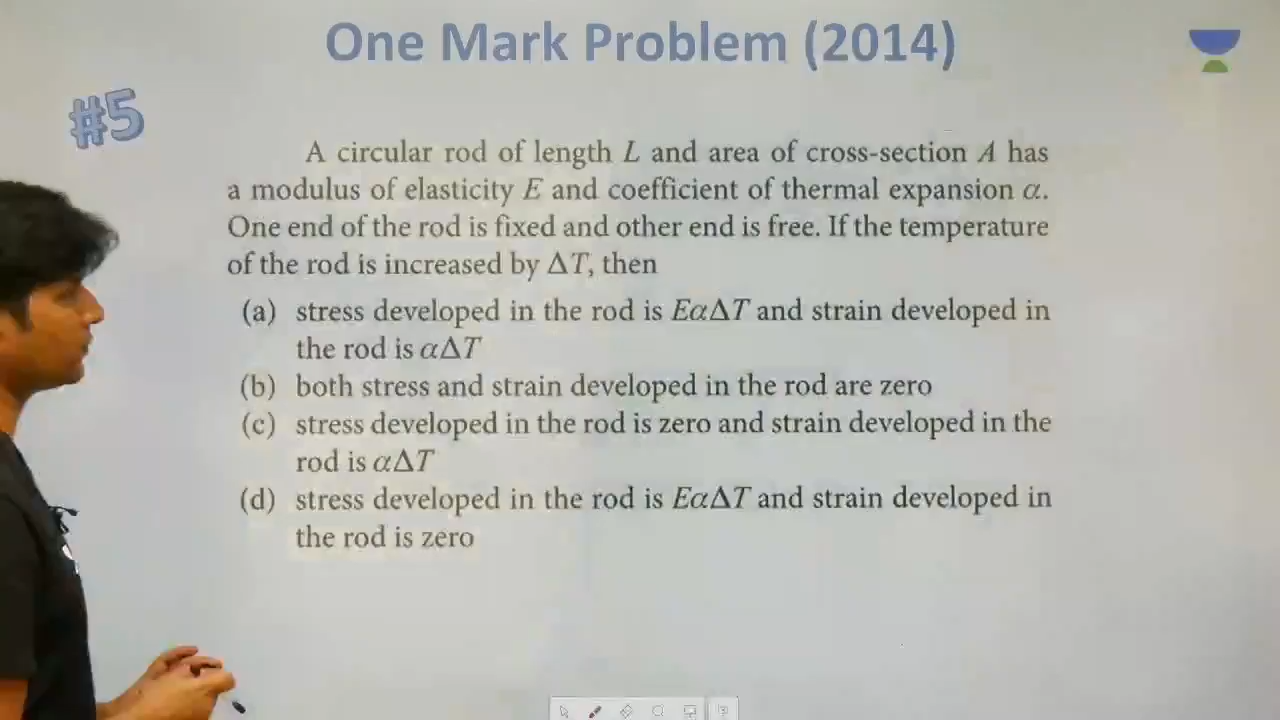 One Mark Problem (2014)
#5
A circular rod of length L and area of cross-section A has
a modulus of elasticity E and coefficient of thermal expansion α.
One end of the rod is fixed and other end is free. If the temperature
of the rod is increased by ΔT, then
(a) stress developed in the rod is EαΔT and strain developed in
the rod is αΔT
(b) both stress and strain developed in the rod are zero
(c) stress developed in the rod is zero and strain developed in the
rod is αΔT
(d) stress developed in the rod is EαΔT and strain developed in
the rod is zero